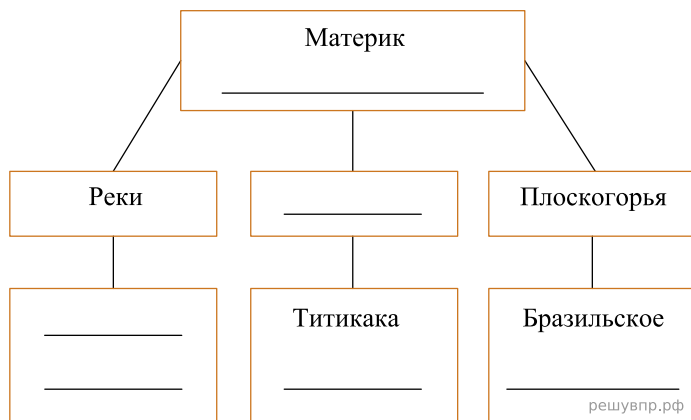 Материк
Реки
Плоскогорья
Титикака
Бразильское
решувпр.рф